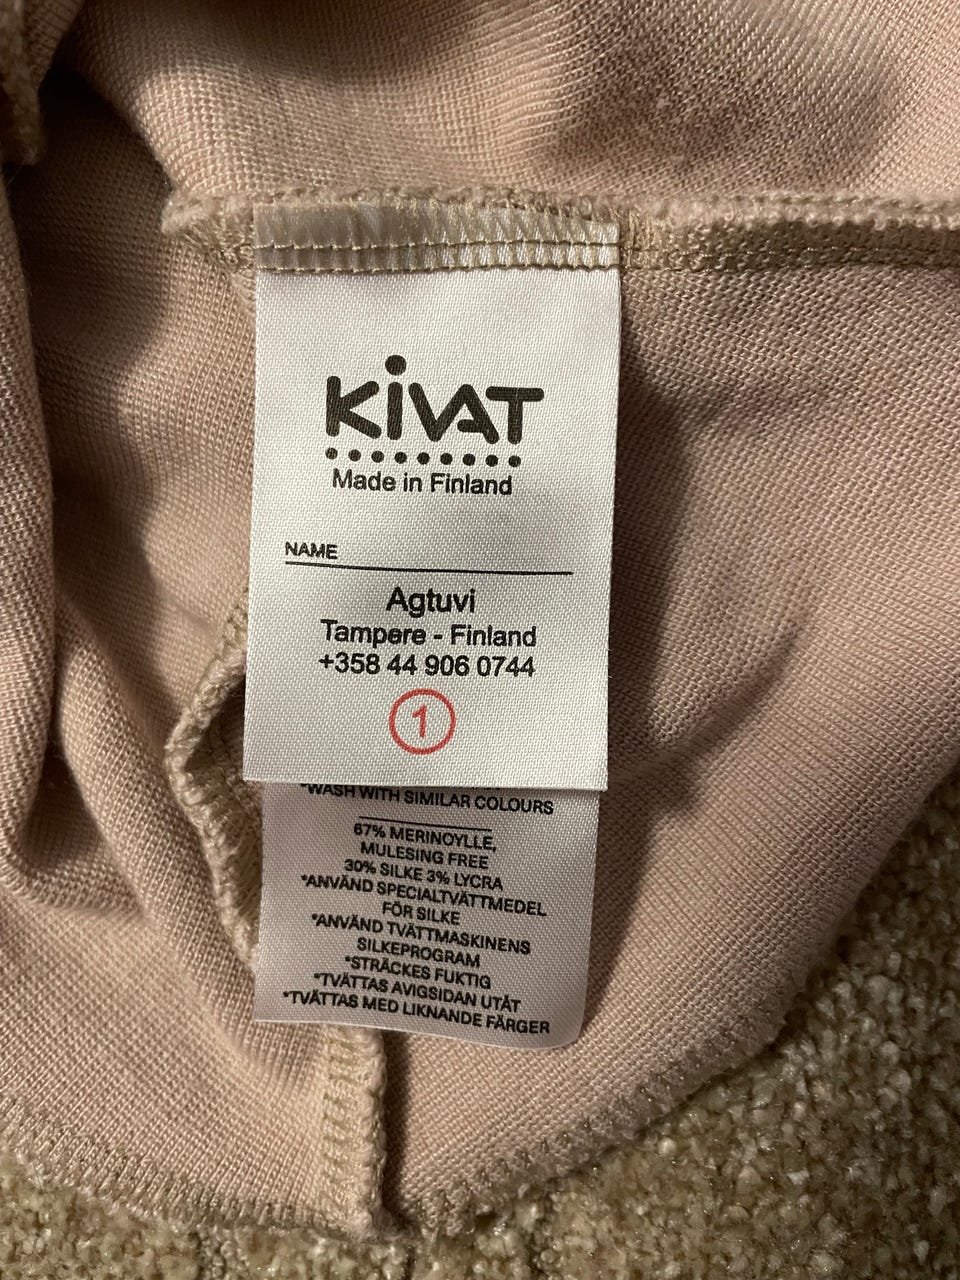 KiVAT
Made in Finland
NAME
Agtuvi
Tampere - Finland
+358 44 906 0744
1
*WASH WITH SIMILAR COLOURS
67% MERINOYLLE,
MULESING FREE
30% SILKE 3% LYCRA
*ANVÄND SPECIALTVÄTTMEDEL
FÖR SILKE
*ANVÄND TVÄTTMASKINENS
SILKEPROGRAM
*STRÄCKES FUKTIG
*TVÄTTAS AVIGSIDAN UTÅT
*TVÄTTAS MED LIKNANDE FÄRGER